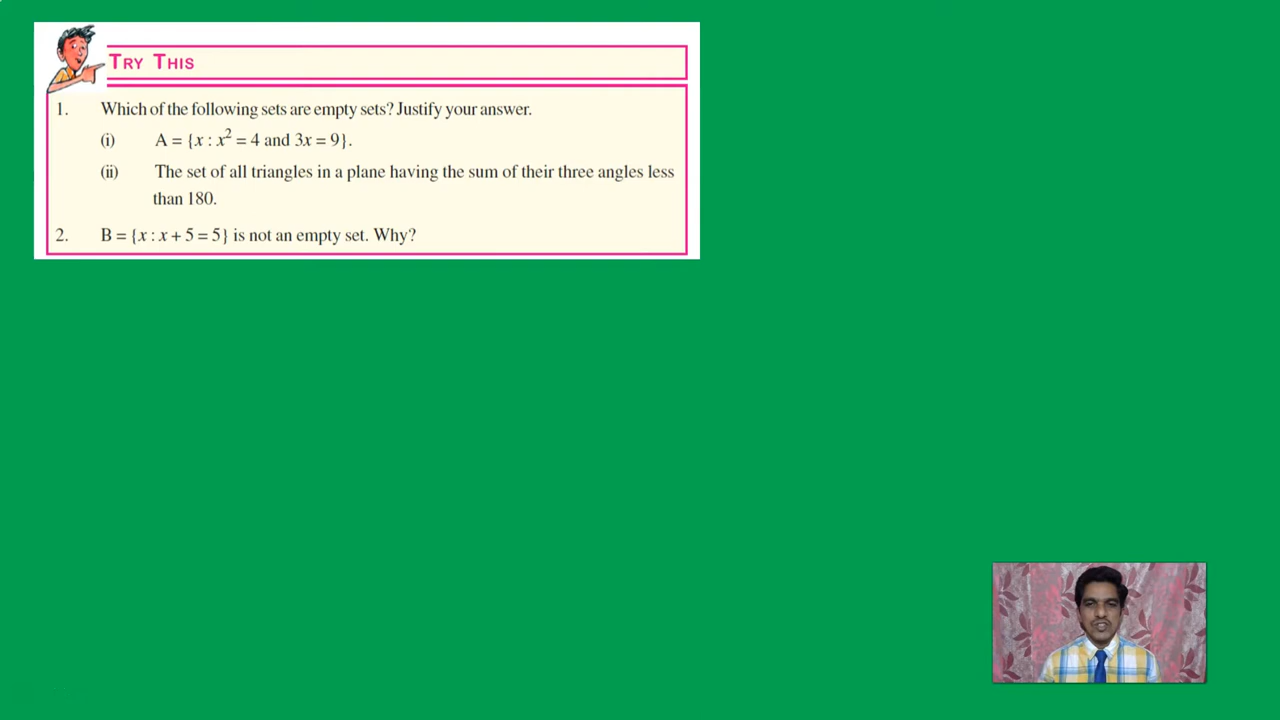 TRY THIS
1. Which of the following sets are empty sets? Justify your answer.
(i) A = {x : x² = 4 and 3x = 9}.
(ii) The set of all triangles in a plane having the sum of their three angles less
than 180.
2. B = {x : x + 5 = 5} is not an empty set. Why?